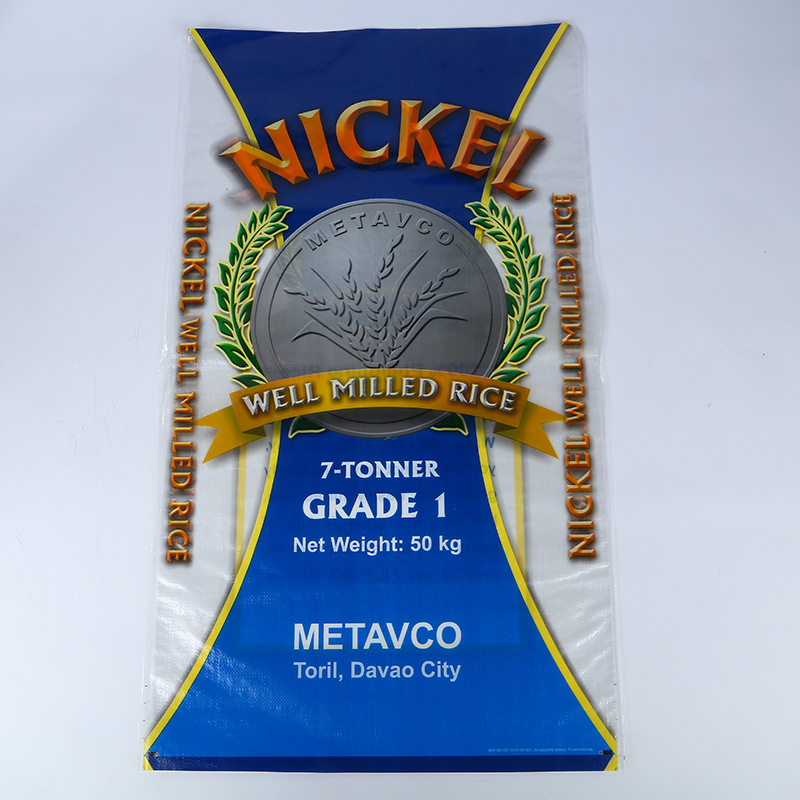 NICKEL
METAVCO
WELL MILLED RICE
7-TONNER
GRADE 1
Net Weight: 50 kg
METAVCO
Toril, Davao City
NICKEL WELL MILLED RICE
NICKEL WELL MILLED RICE